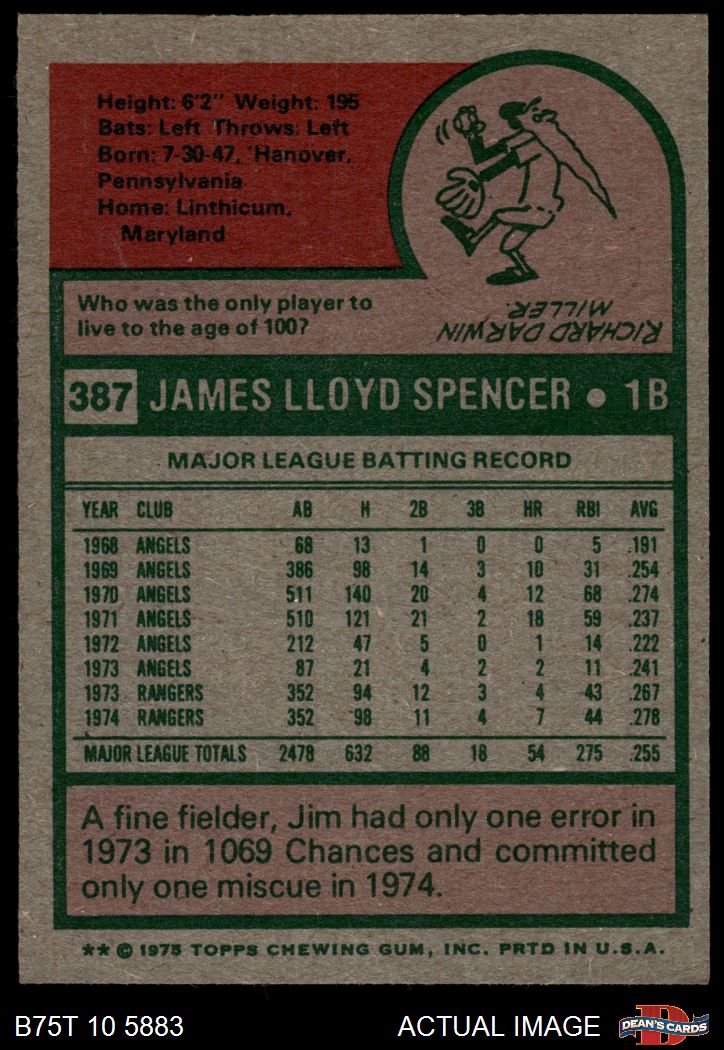 Height: 6'2" Weight: 195
Bats: Left Throws: Left
Born: 7-30-47, Hanover,
Pennsylvania
Home: Linthicum,
Maryland
Who was the only player to
live to the age of 100?
RICHARD DARWIN
MILLER.
387 JAMES LLOYD SPENCER • 1B
MAJOR LEAGUE BATTING RECORD
YEAR CLUB AB H 2B 3B HR RBI AVG
1968 ANGELS 68 13 1 0 0 5 .191
1969 ANGELS 386 98 14 3 10 31 .254
1970 ANGELS 511 140 20 4 12 68 .274
1971 ANGELS 510 121 21 2 18 59 .237
1972 ANGELS 212 47 5 0 1 14 .222
1973 ANGELS 87 21 4 2 2 11 .241
1973 RANGERS 352 94 12 3 4 43 .267
1974 RANGERS 352 98 11 4 7 44 .278
MAJOR LEAGUE TOTALS 2478 632 88 18 54 275 .255
A fine fielder, Jim had only one error in
1973 in 1069 Chances and committed
only one miscue in 1974.
** © 1975 TOPPS CHEWING GUM, INC. PRTD IN U.S.A.
B75T 10 5883 ACTUAL IMAGE D DEAN'S CARDS